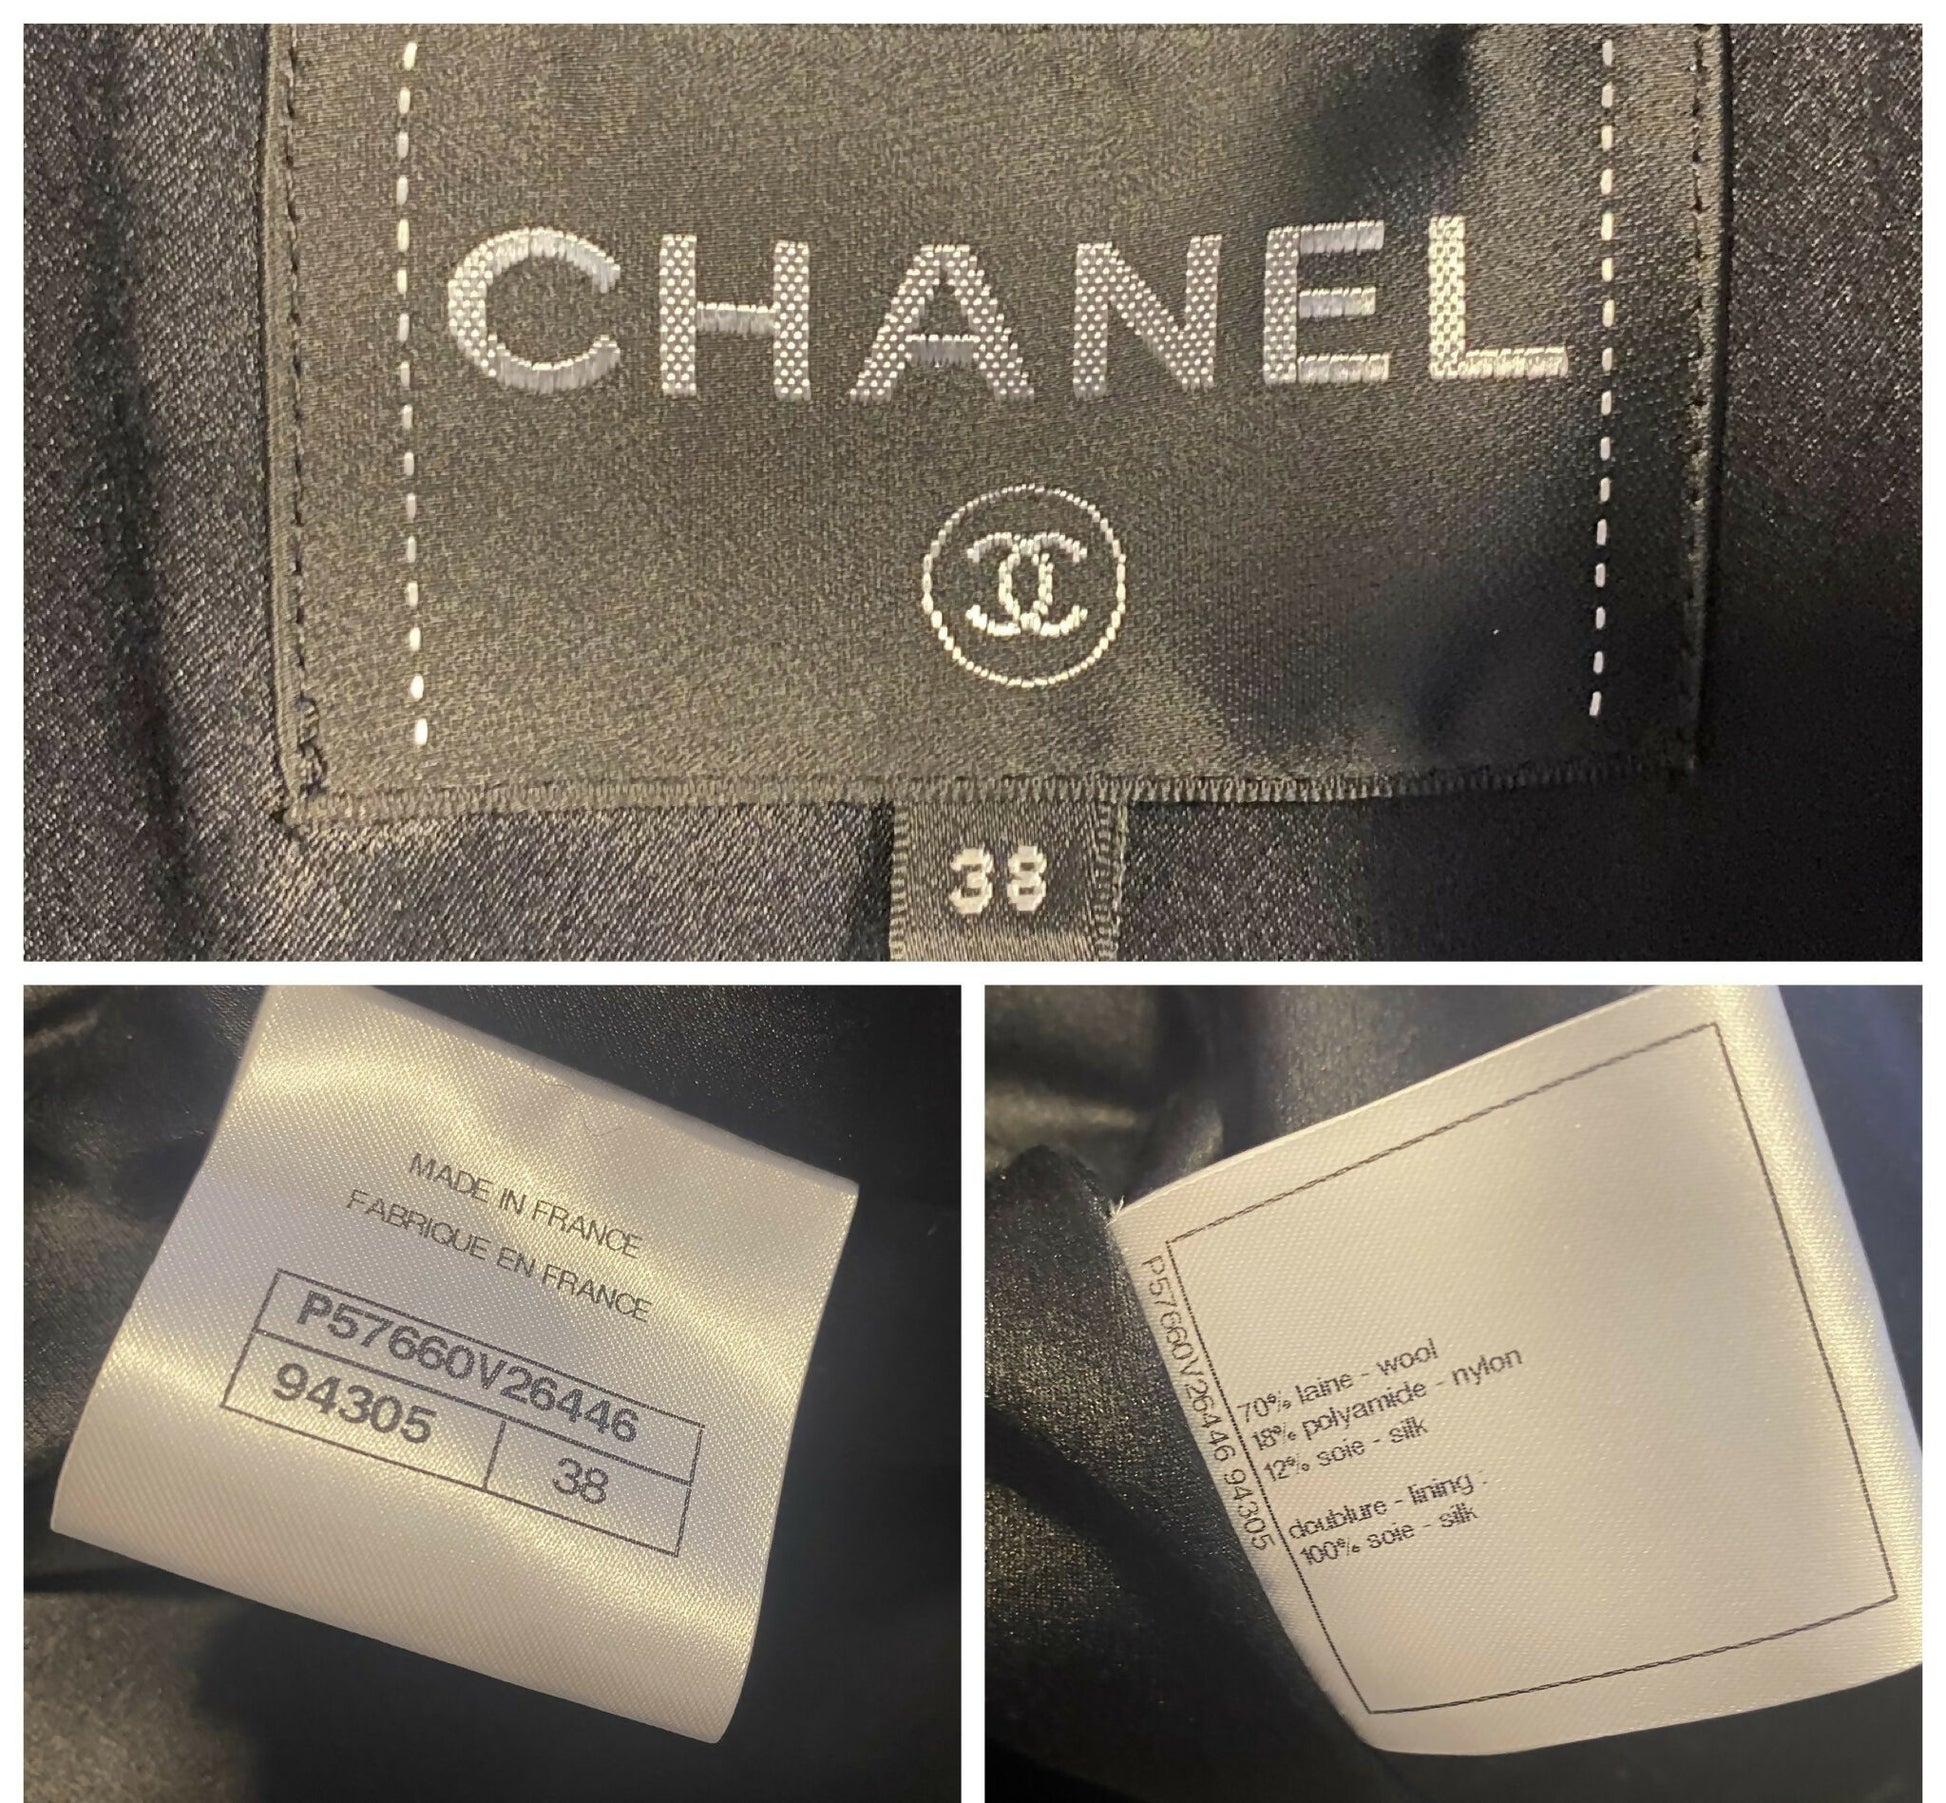 CHANEL
38
MADE IN FRANCE
FABRIQUE EN FRANCE
P57660V26446
94305
38
P57660V26446 94305
70% laine - wool
18% polyamide - nylon
12% soie - silk
doublure - lining :
100% soie - silk